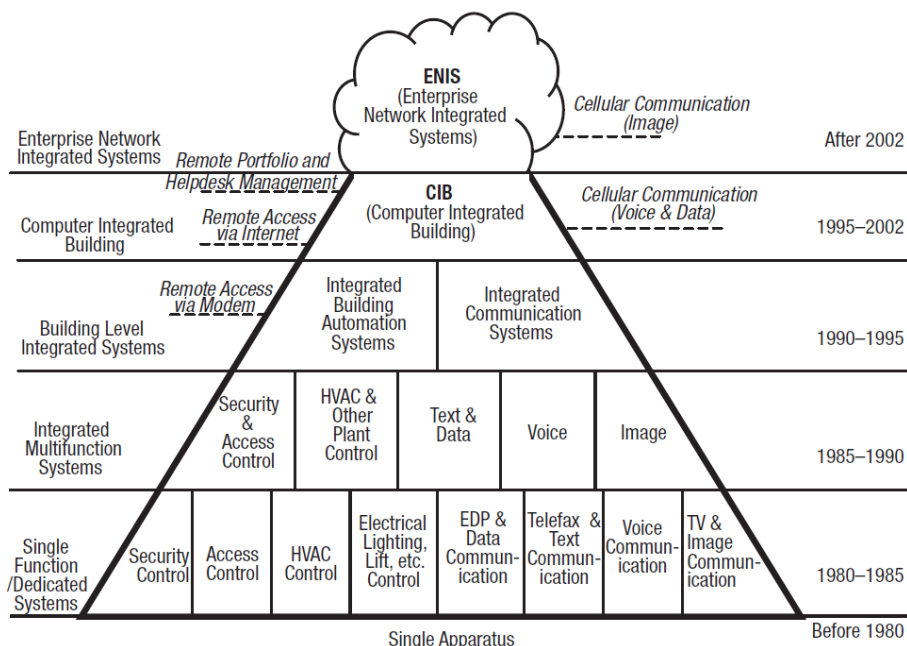 ENIS
(Enterprise
Network Integrated
Systems)
Cellular Communication
(Image)
Enterprise Network
Integrated Systems
Remote Portfolio and
Helpdesk Management
After 2002
CIB
(Computer Integrated
Building)
Cellular Communication
(Voice & Data)
Computer Integrated
Building
Remote Access
via Internet
1995–2002
Remote Access
via Modem
Integrated
Building
Automation
Systems
Integrated
Communication
Systems
Building Level
Integrated Systems
1990–1995
Integrated
Multifunction
Systems
Security
&
Access
Control
HVAC &
Other
Plant
Control
Text &
Data
Voice
Image
1985–1990
Single
Function
/Dedicated
Systems
Security
Control
Access
Control
HVAC
Control
Electrical
Lighting,
Lift, etc.
Control
EDP &
Data
Commun-
ication
Telefax &
Text
Commun-
ication
Voice
Commun-
ication
TV &
Image
Commun-
ication
1980–1985
Before 1980
Single Apparatus